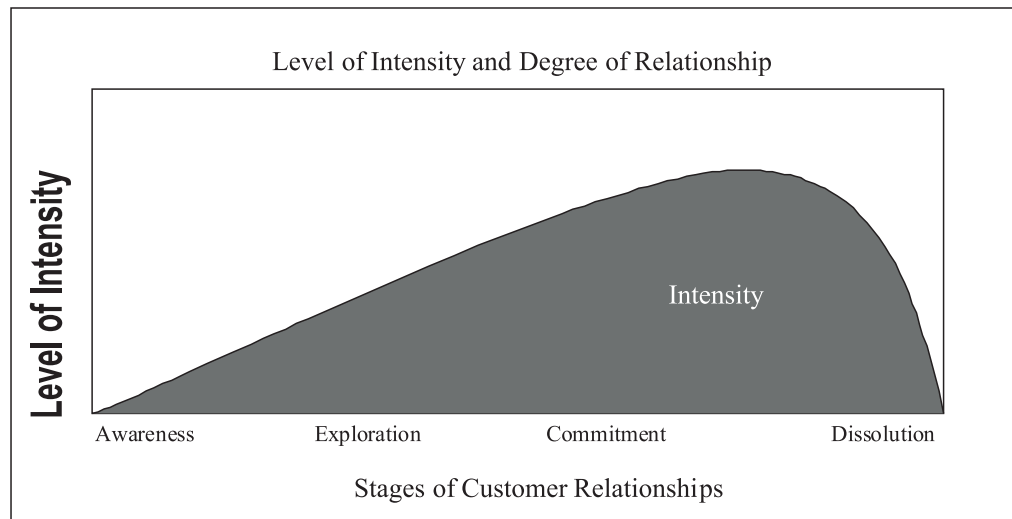 Level of Intensity and Degree of Relationship
Level of Intensity
Intensity
Awareness Exploration Commitment Dissolution
Stages of Customer Relationships